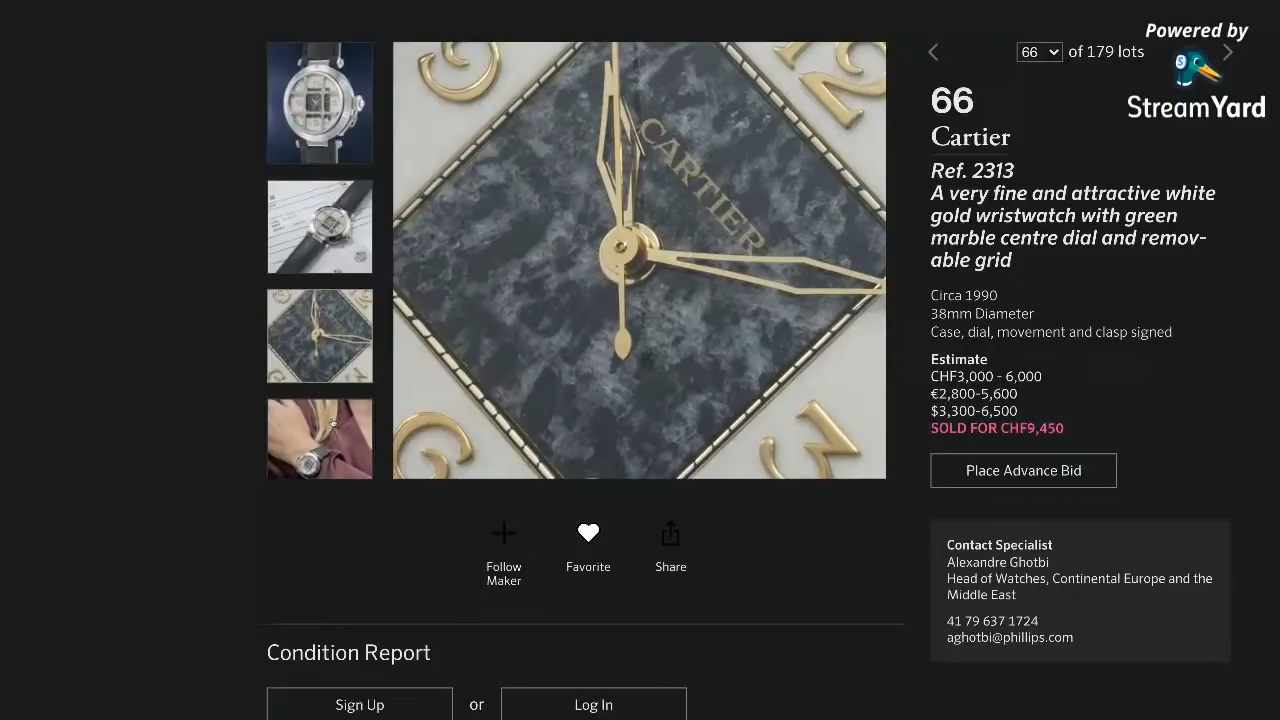 Powered by
StreamYard
66 of 179 lots
66
Cartier
Ref. 2313
A very fine and attractive white
gold wristwatch with green
marble centre dial and remov-
able grid
Circa 1990
38mm Diameter
Case, dial, movement and clasp signed
Estimate
CHF3,000 - 6,000
€2,800-5,600
$3,300-6,500
SOLD FOR CHF9,450
Place Advance Bid
Contact Specialist
Alexandre Ghotbi
Head of Watches, Continental Europe and the
Middle East
41 79 637 1724
aghotbi@phillips.com
12
CARTIER
3
Follow
Maker
Favorite
Share
Condition Report
Sign Up or Log In